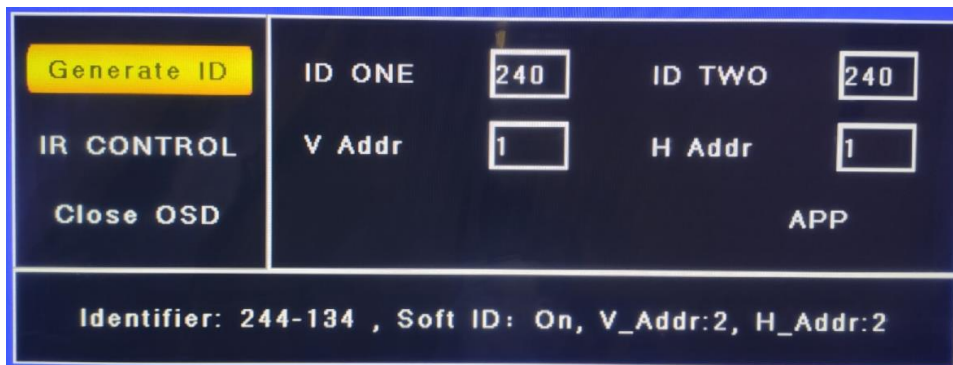 Generate ID ID ONE 240 ID TWO 240
IR CONTROL V Addr 1 H Addr 1
Close OSD APP
Identifier: 244-134 , Soft ID: On, V_Addr:2, H_Addr:2